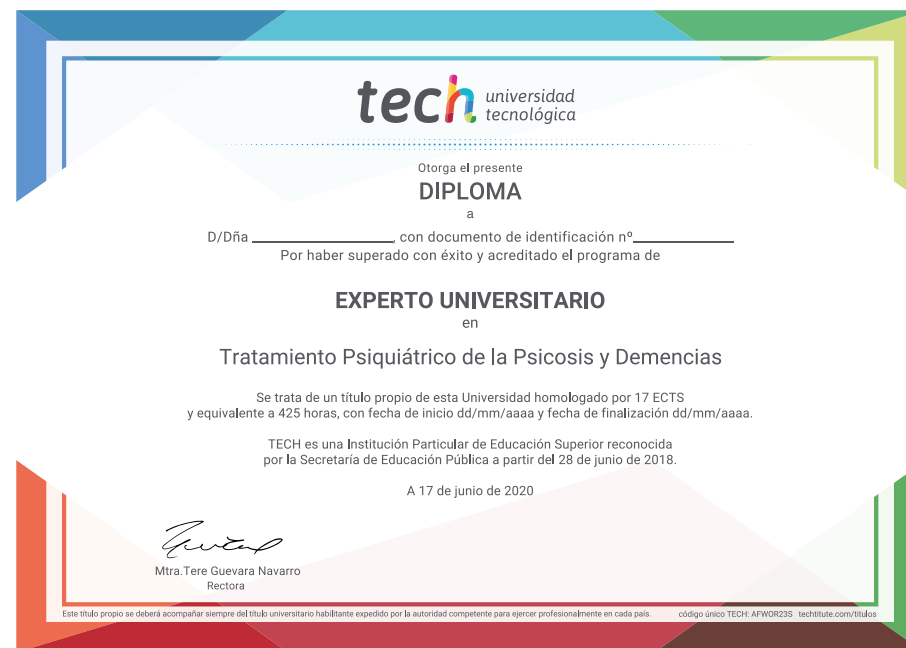 tech universidad
tecnológica
Otorga el presente
DIPLOMA
a
D/Dña ____________________, con documento de identificación nº______________
Por haber superado con éxito y acreditado el programa de
EXPERTO UNIVERSITARIO
en
Tratamiento Psiquiátrico de la Psicosis y Demencias
Se trata de un título propio de esta Universidad homologado por 17 ECTS
y equivalente a 425 horas, con fecha de inicio dd/mm/aaaa y fecha de finalización dd/mm/aaaa.
TECH es una Institución Particular de Educación Superior reconocida
por la Secretaría de Educación Pública a partir del 28 de junio de 2018.
A 17 de junio de 2020
Mtra.Tere Guevara Navarro
Rectora
Este título propio se deberá acompañar siempre del título universitario habilitante expedido por la autoridad competente para ejercer profesionalmente en cada país. código único TECH: AFWOR23S techtitute.com/titulos